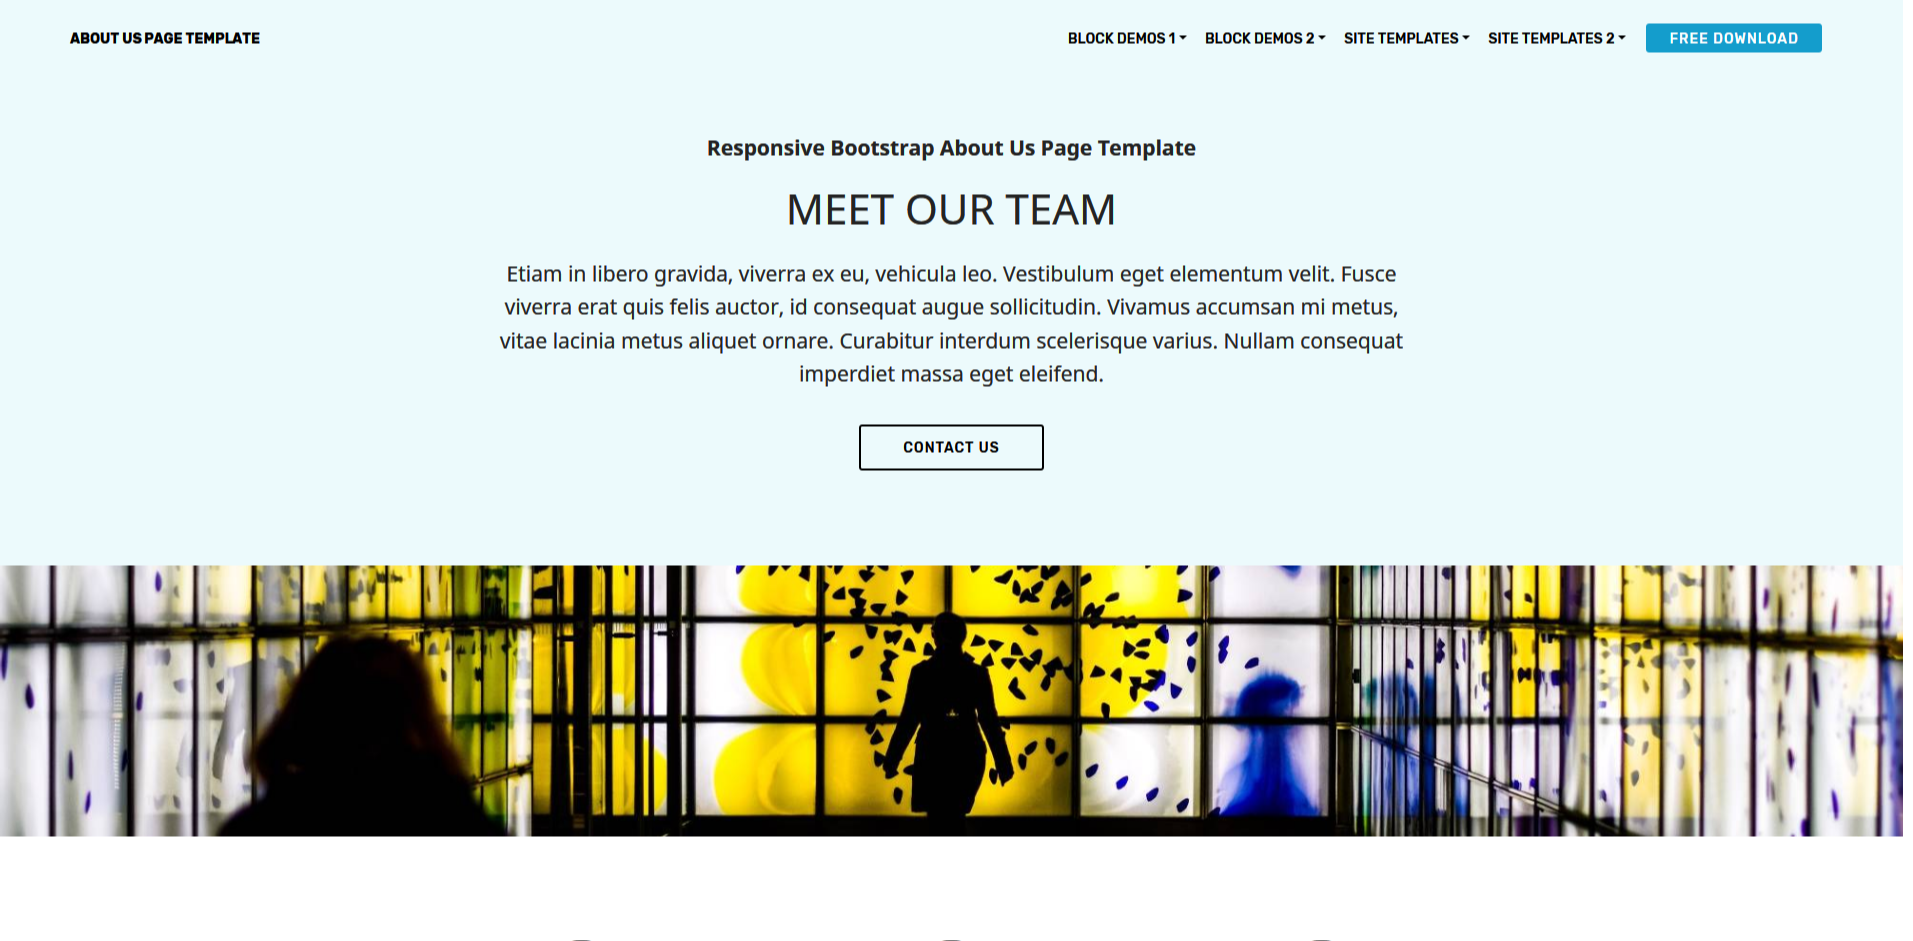 ABOUT US PAGE TEMPLATE
BLOCK DEMOS 1 BLOCK DEMOS 2 SITE TEMPLATES SITE TEMPLATES 2 FREE DOWNLOAD
Responsive Bootstrap About Us Page Template
MEET OUR TEAM
Etiam in libero gravida, viverra ex eu, vehicula leo. Vestibulum eget elementum velit. Fusce
viverra erat quis felis auctor, id consequat augue sollicitudin. Vivamus accumsan mi metus,
vitae lacinia metus aliquet ornare. Curabitur interdum scelerisque varius. Nullam consequat
imperdiet massa eget eleifend.
CONTACT US